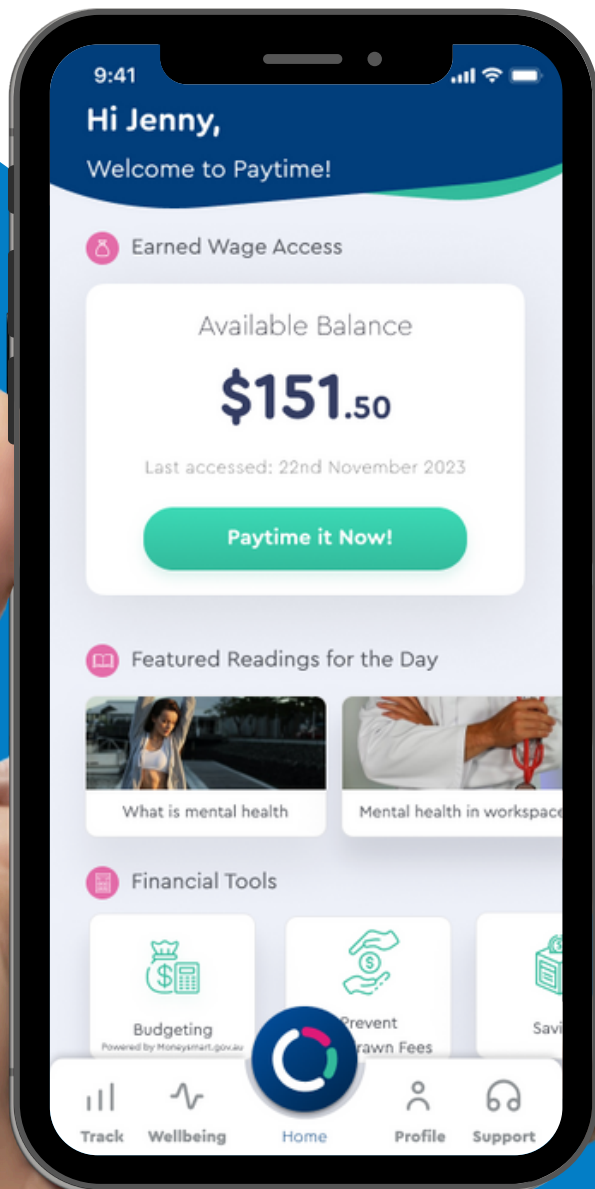 9:41
Hi Jenny,
Welcome to Paytime!
Earned Wage Access
Available Balance
$151.50
Last accessed: 22nd November 2023
Paytime it Now!
Featured Readings for the Day
What is mental health
Mental health in workspace
Financial Tools
Budgeting
Powered by Moneysmart.gov.au
Prevent
rawn Fees
Savi
Track
Wellbeing
Home
Profile
Support